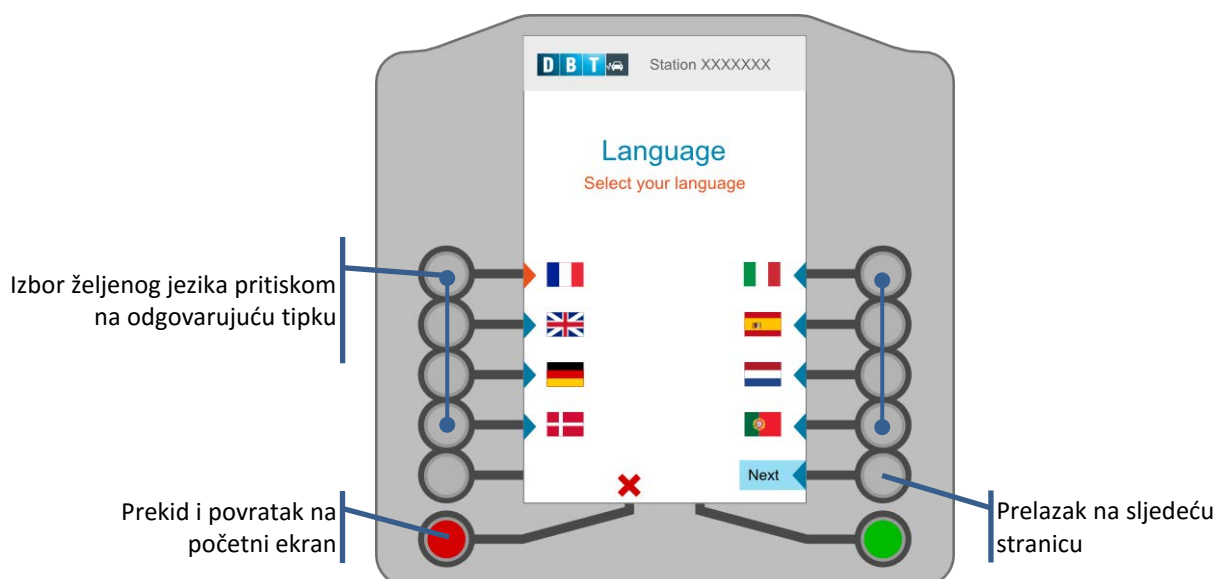 DBT Station XXXXXXX
Language
Select your language
Izbor željenog jezika pritiskom
na odgovarujuću tipku
Next
Prekid i povratak na
početni ekran
Prelazak na sljedeću
stranicu